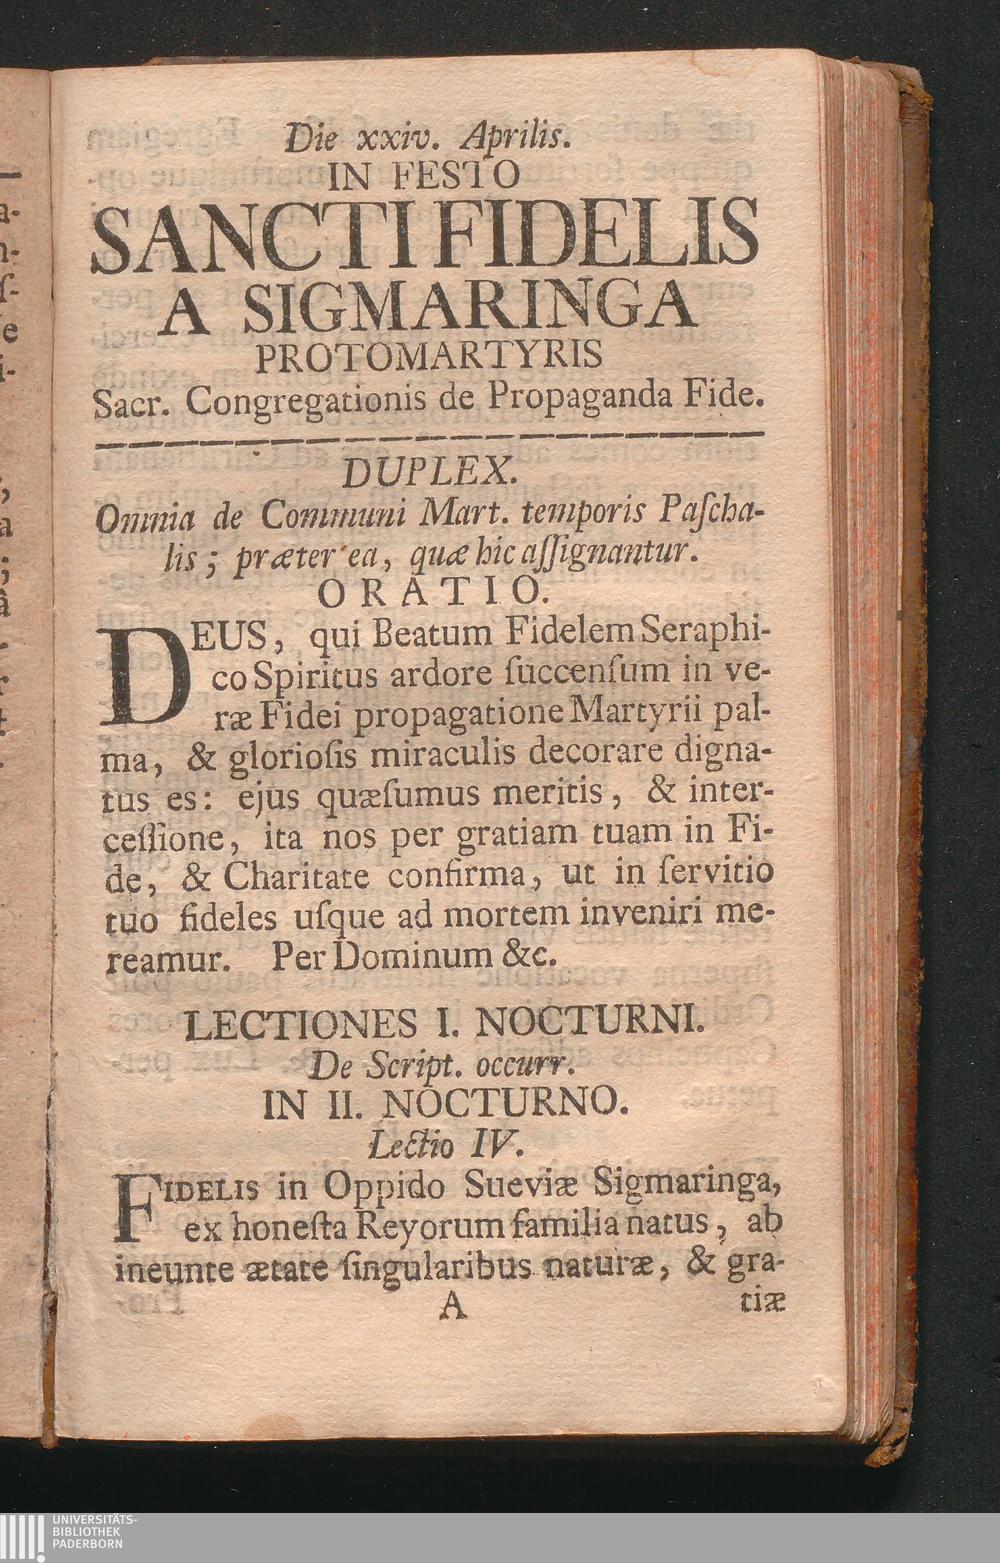 Die xxiv. Aprilis.
IN FESTO
SANCTI FIDELIS
A SIGMARINGA
PROTOMARTYRIS
Sacr. Congregationis de Propaganda Fide.
DUPLEX.
Omnia de Communi Mart. temporis Paſcha-
lis; præter ea, quæ hic aſſignantur.
ORATIO.
DEUS, qui Beatum Fidelem Seraphi-
co Spiritus ardore ſuccenſum in ve-
ræ Fidei propagatione Martyrii pal-
ma, & glorioſis miraculis decorare digna-
tus es: ejus quæſumus meritis, & inter-
ceſſione, ita nos per gratiam tuam in Fi-
de, & Charitate confirma, ut in ſervitio
tuo fideles uſque ad mortem inveniri me-
reamur. Per Dominum &c.
LECTIONES I. NOCTURNI.
De Script. occurr.
IN II. NOCTURNO.
Lectio IV.
FIDELIS in Oppido Sueviæ Sigmaringa,
ex honeſta Reyorum familia natus, ab
ineunte ætate ſingularibus naturæ, & gra-
A tiæ
UNIVERSITÄTS-
BIBLIOTHEK
PADERBORN